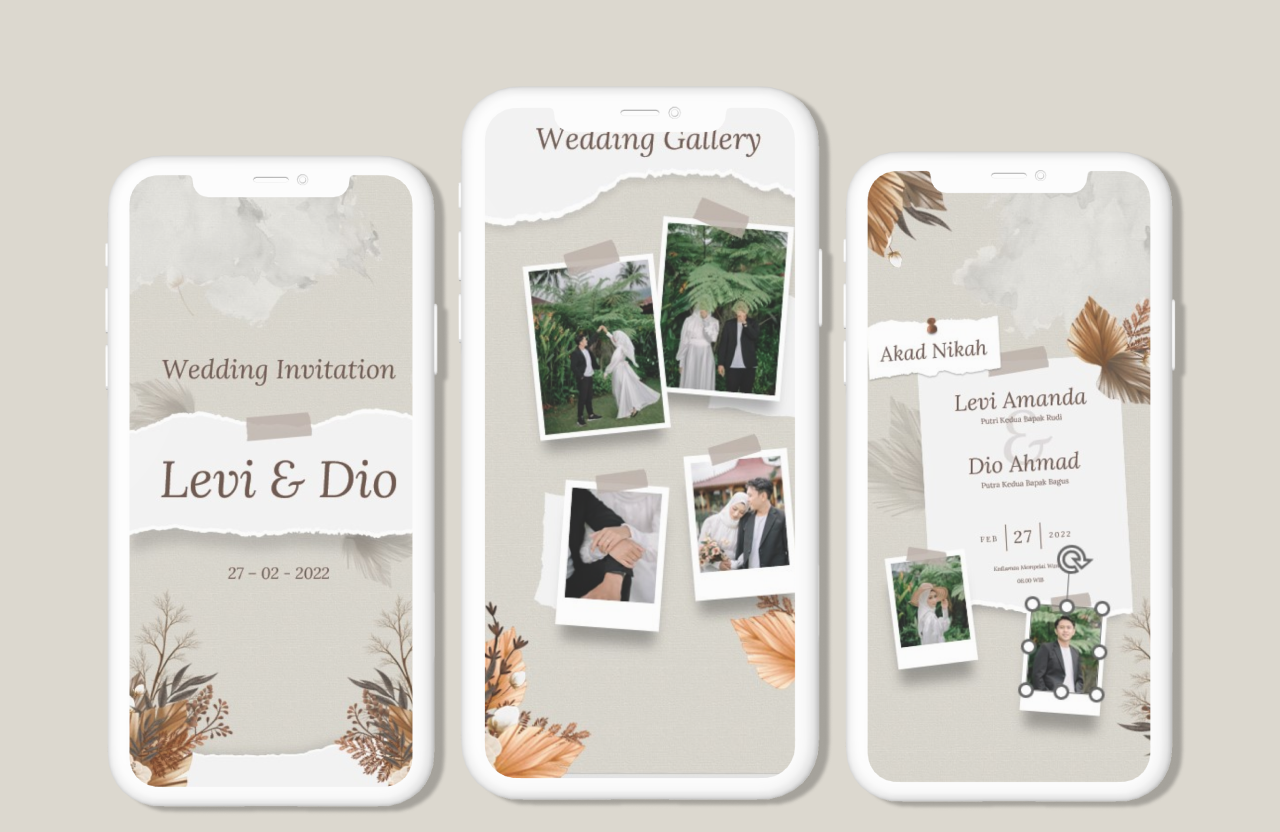 Wedding Invitation
Levi & Dio
27 – 02 – 2022
Wedding Gallery
Akad Nikah
Levi Amanda
Putri Kedua Bapak Rudi
&
Dio Ahmad
Putra Kedua Bapak Bagus
FEB 27 2022
Kediaman Mempelai
08.00 WIB